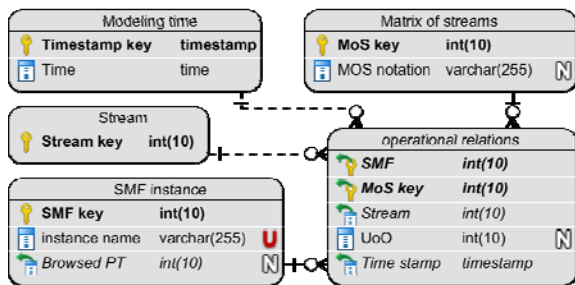 Modeling time
Timestamp key timestamp
Time time
Matrix of streams
MoS key int(10)
MOS notation varchar(255) N
Stream
Stream key int(10)
SMF instance
SMF key int(10)
instance name varchar(255) U
Browsed PT int(10) N
operational relations
SMF int(10)
MoS key int(10)
Stream int(10)
UoO int(10) N
Time stamp timestamp